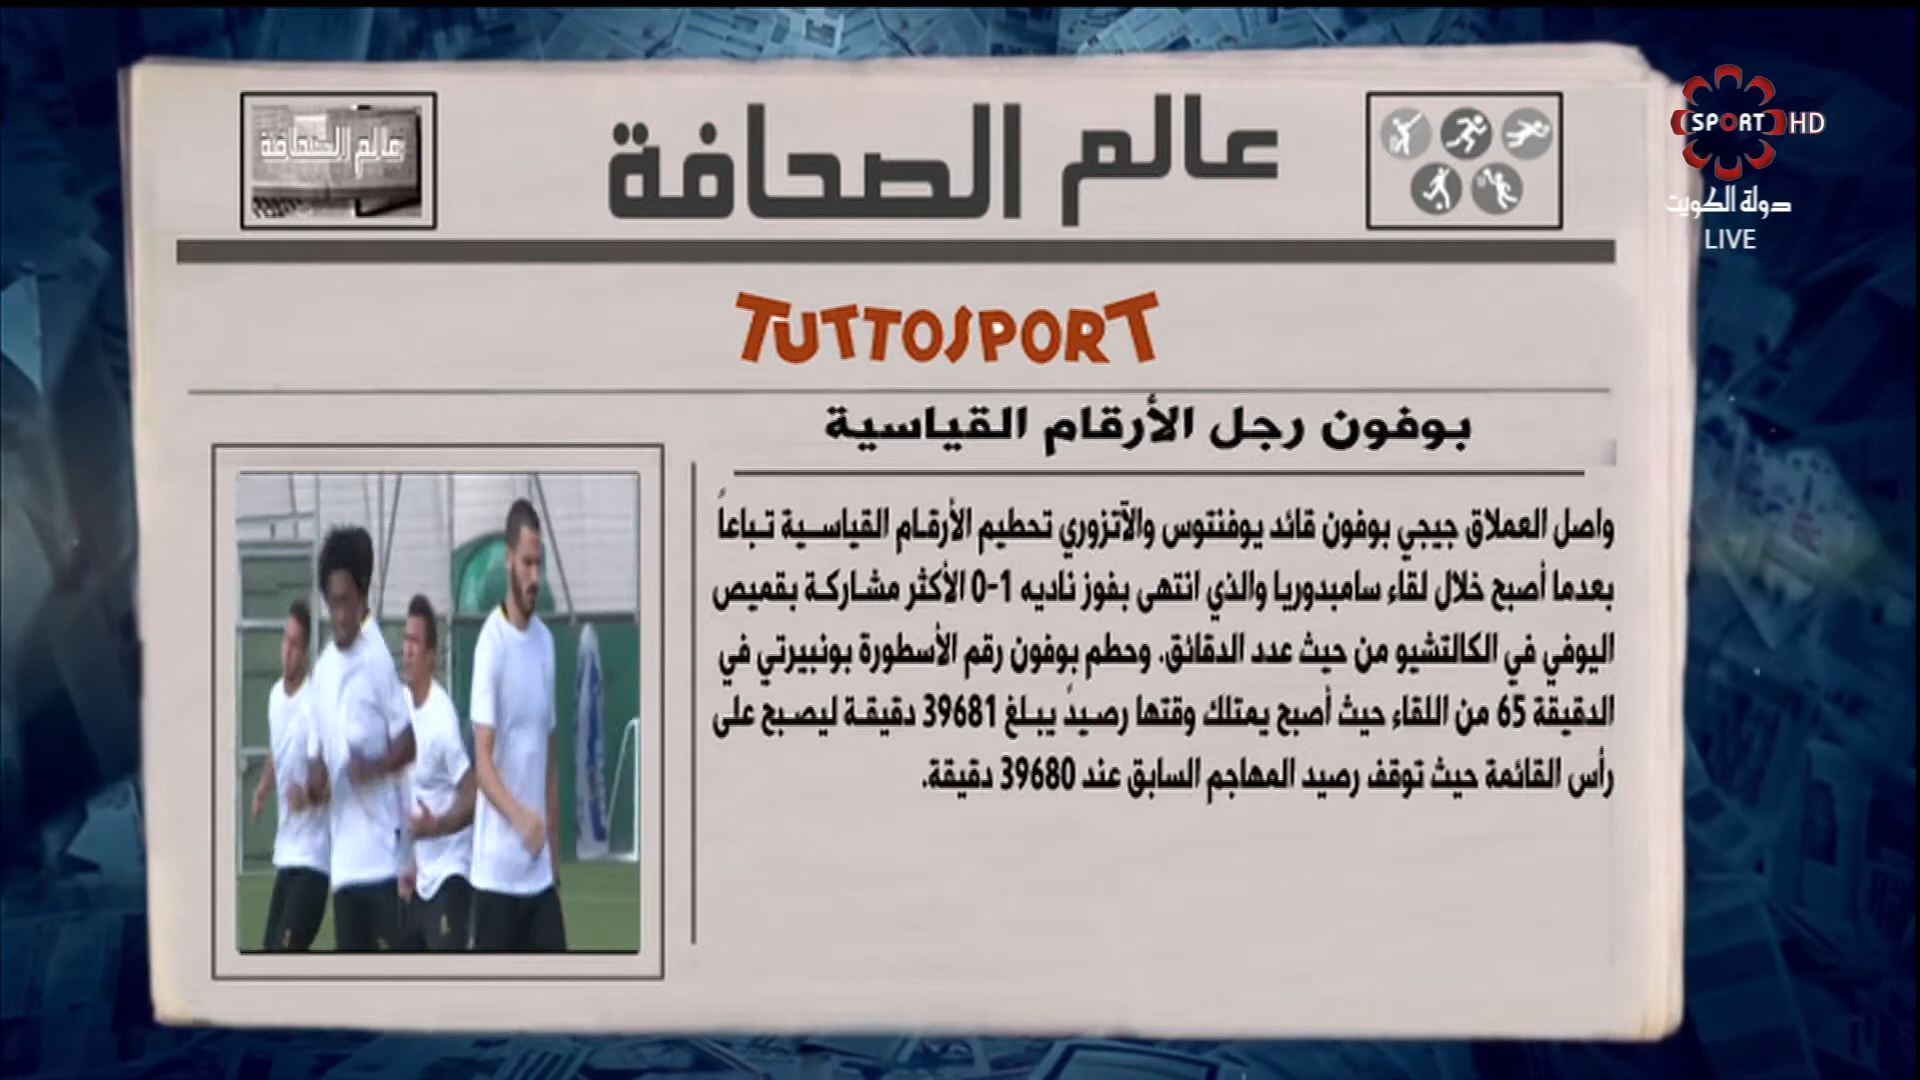 عالم الصحافة
عالم الصحافة
SPORT HD
دولة الكويت
LIVE
TUTTOSPORT
بوفون رجل الأرقام القياسية
واصل العملاق جيجي بوفون قائد يوفنتوس والآتزوري تحطيم الأرقام القياسية تباعاً
بعدما أصبح خلال لقاء سامبدوريا والذي انتهى بفوز ناديه 1-0 الأكثر مشاركة بقميص
اليوفي في الكالتشيو من حيث عدد الدقائق. وحطم بوفون رقم الأسطورة بونبيرتي في
الدقيقة 65 من اللقاء حيث أصبح يمتلك وقتها رصيدً يبلغ 39681 دقيقة ليصبح على
رأس القائمة حيث توقف رصيد المهاجم السابق عند 39680 دقيقة.